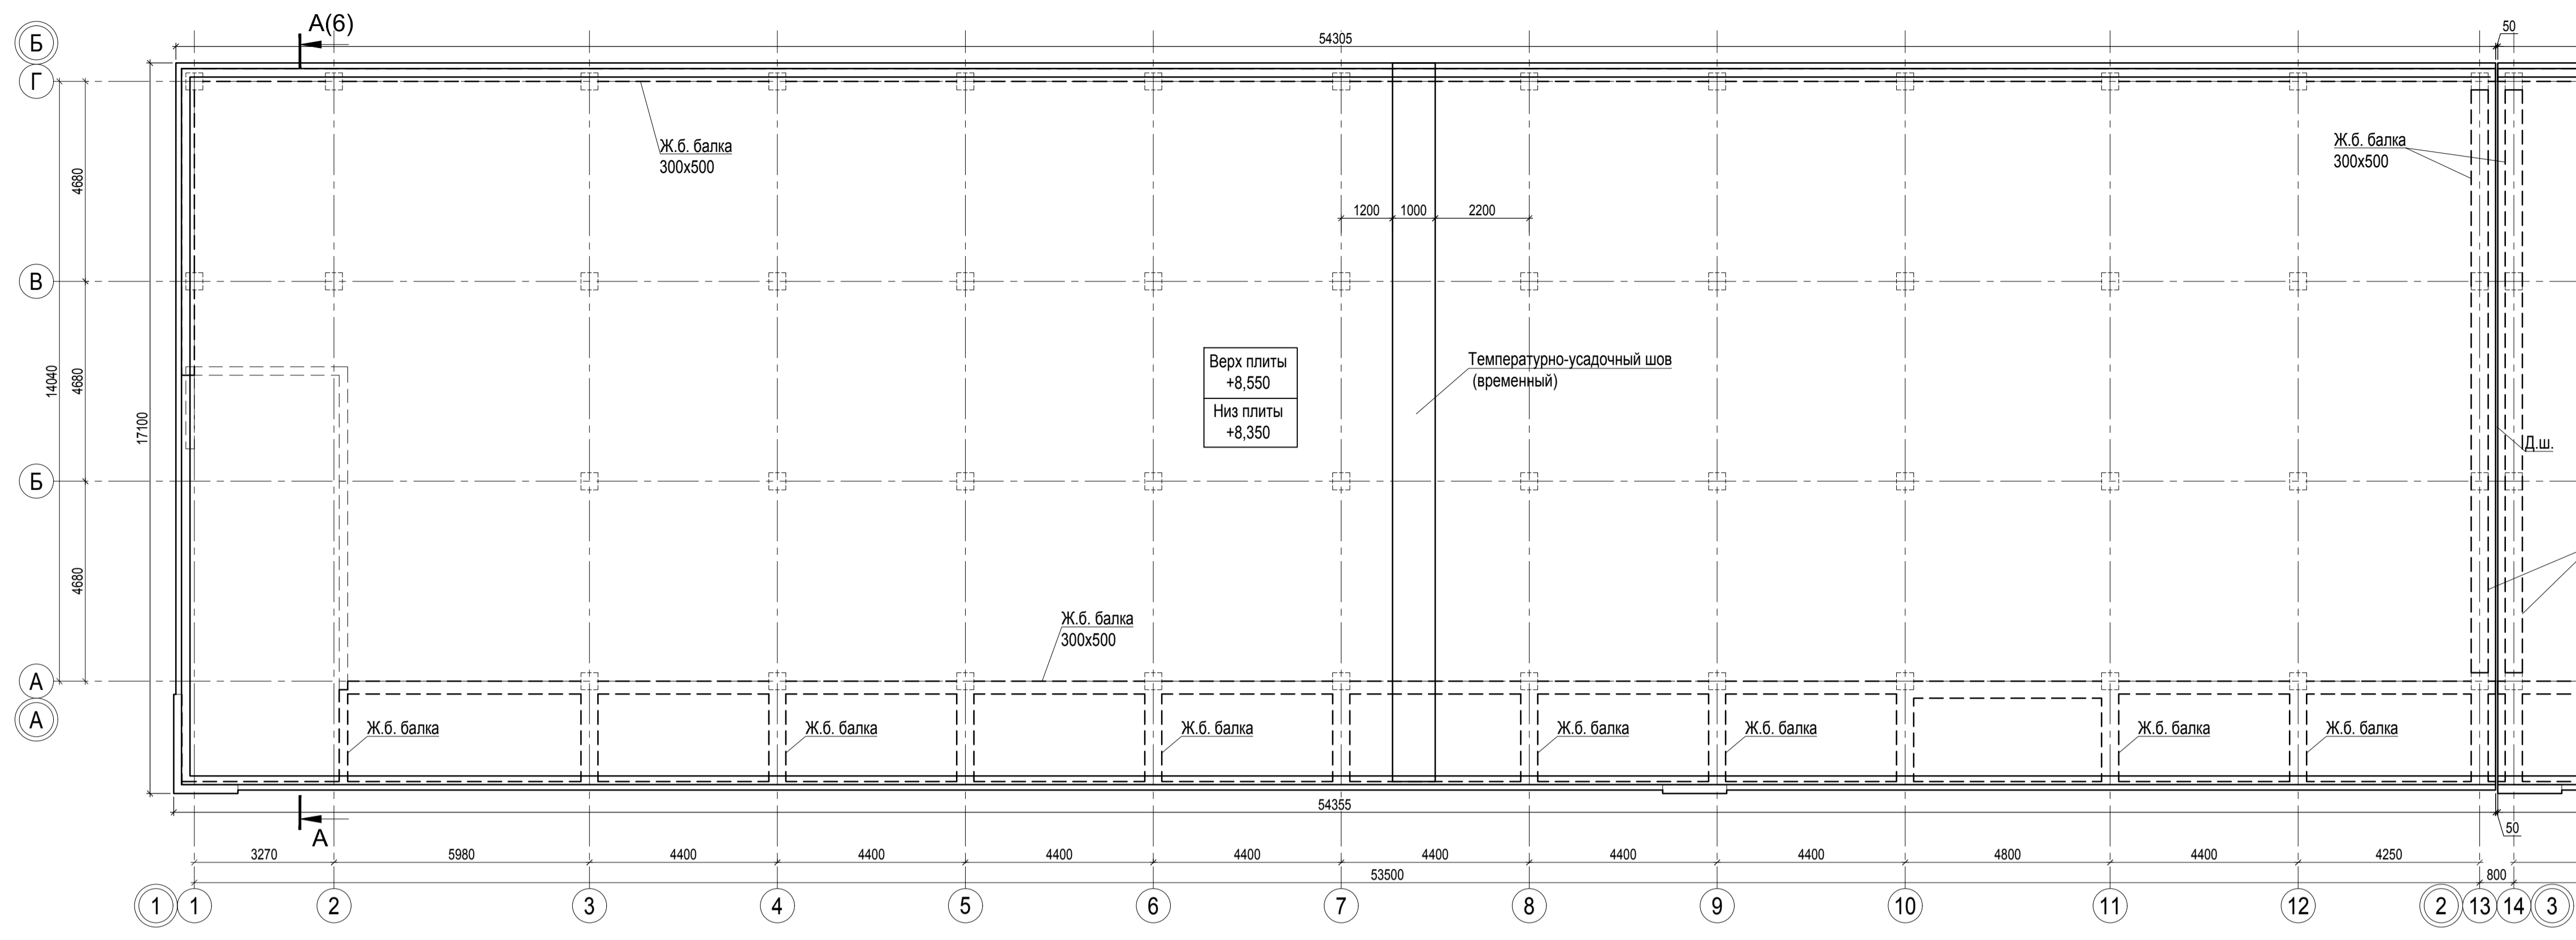 А(6)
54305
50
Б
Г
Ж.б. балка
300х500
Ж.б. балка
300х500
4680
1200
1000
2200
В
Верх плиты
+8,550
Низ плиты
+8,350
Температурно-усадочный шов
(временный)
14040
4680
17100
Д.ш.
Б
4680
Ж.б. балка
300х500
А
А
Ж.б. балка
Ж.б. балка
Ж.б. балка
Ж.б. балка
Ж.б. балка
Ж.б. балка
Ж.б. балка
54355
50
А
3270
5980
4400
4400
4400
4400
4400
4400
4400
4800
4400
4250
53500
800
1
1
2
3
4
5
6
7
8
9
10
11
12
2
13
14
3